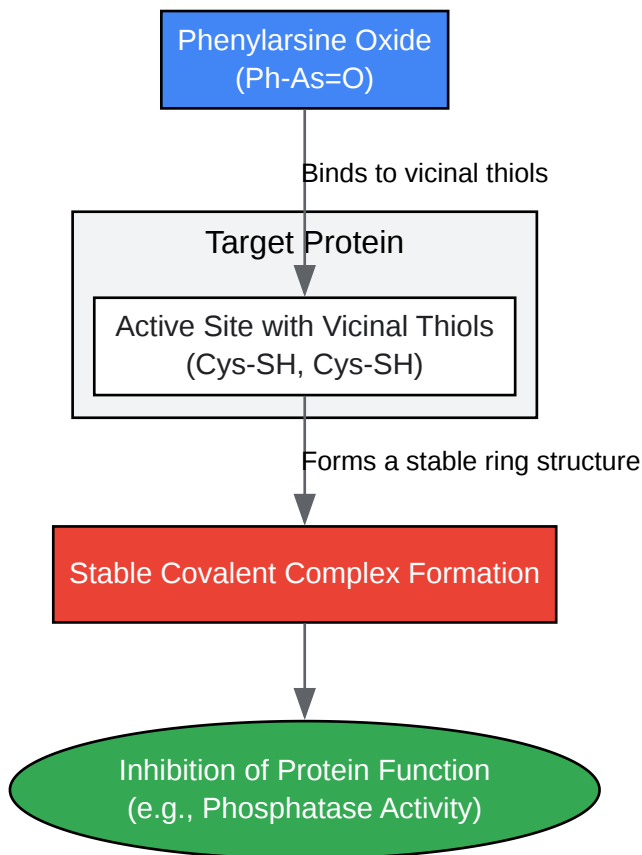 Phenylarsine Oxide
(Ph-As=O)
Binds to vicinal thiols
Target Protein
Active Site with Vicinal Thiols
(Cys-SH, Cys-SH)
Forms a stable ring structure
Stable Covalent Complex Formation
Inhibition of Protein Function
(e.g., Phosphatase Activity)